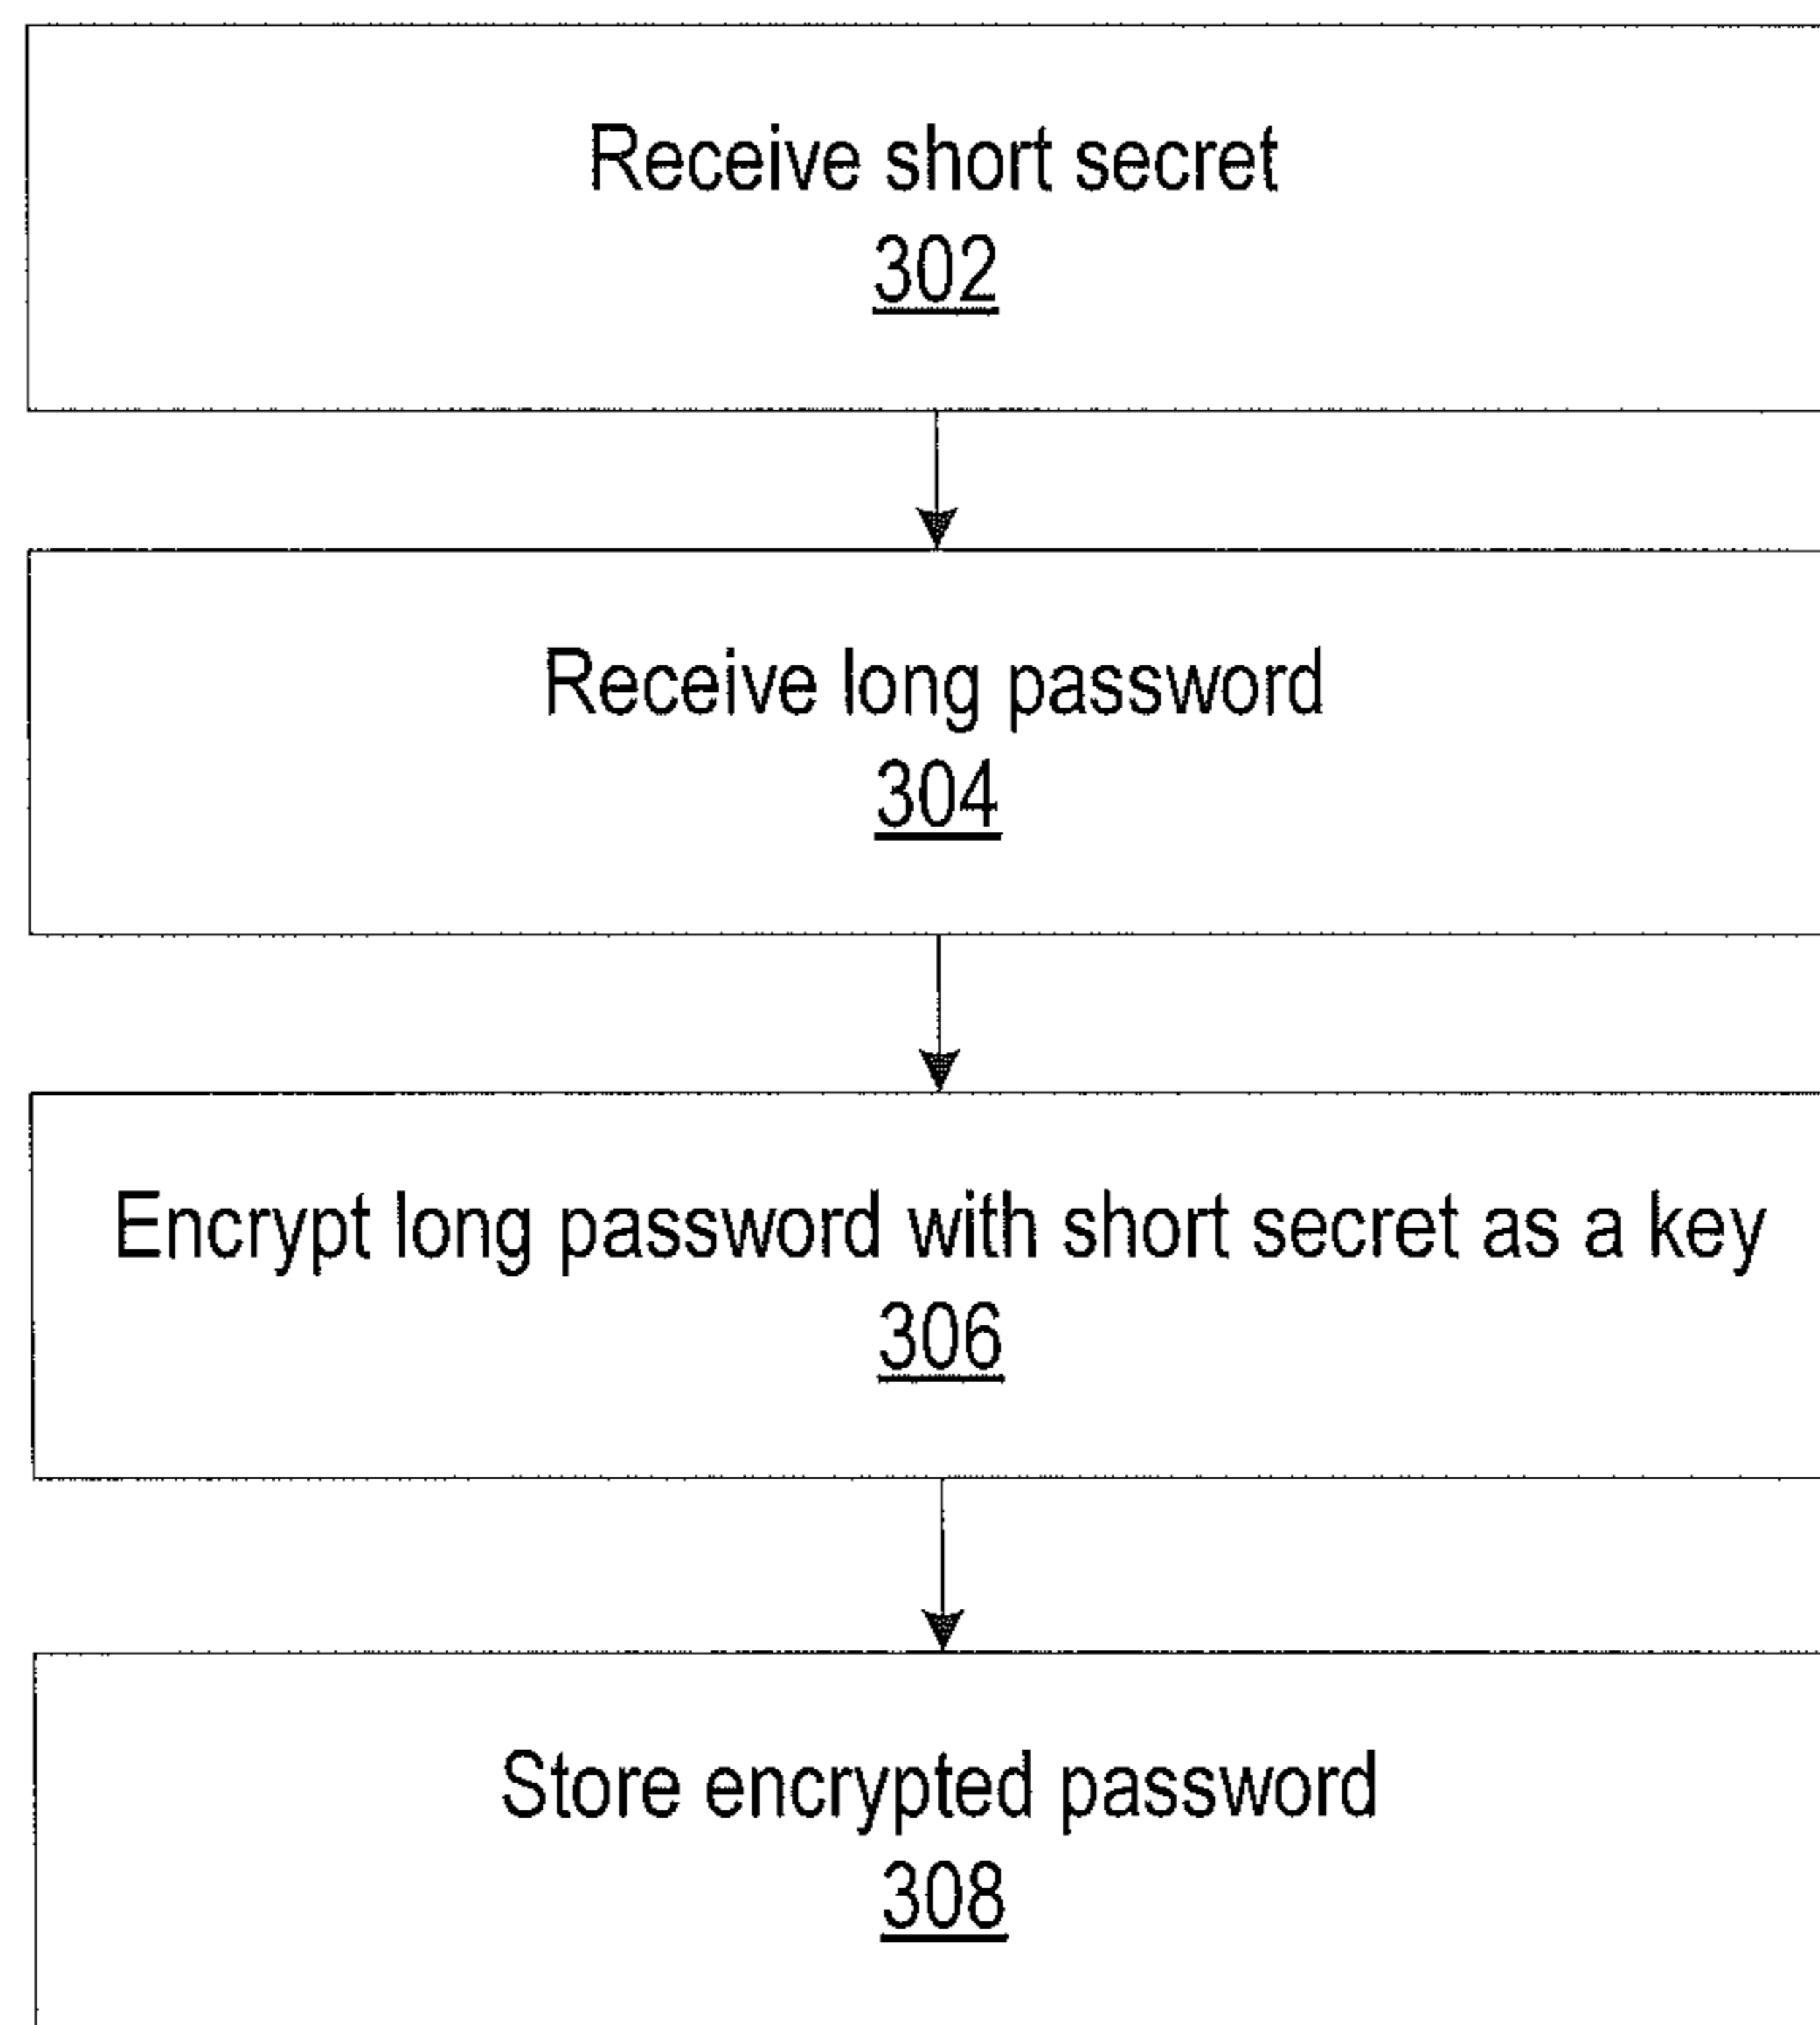 Receive short secret
302
Receive long password
304
Encrypt long password with short secret as a key
306
Store encrypted password
308